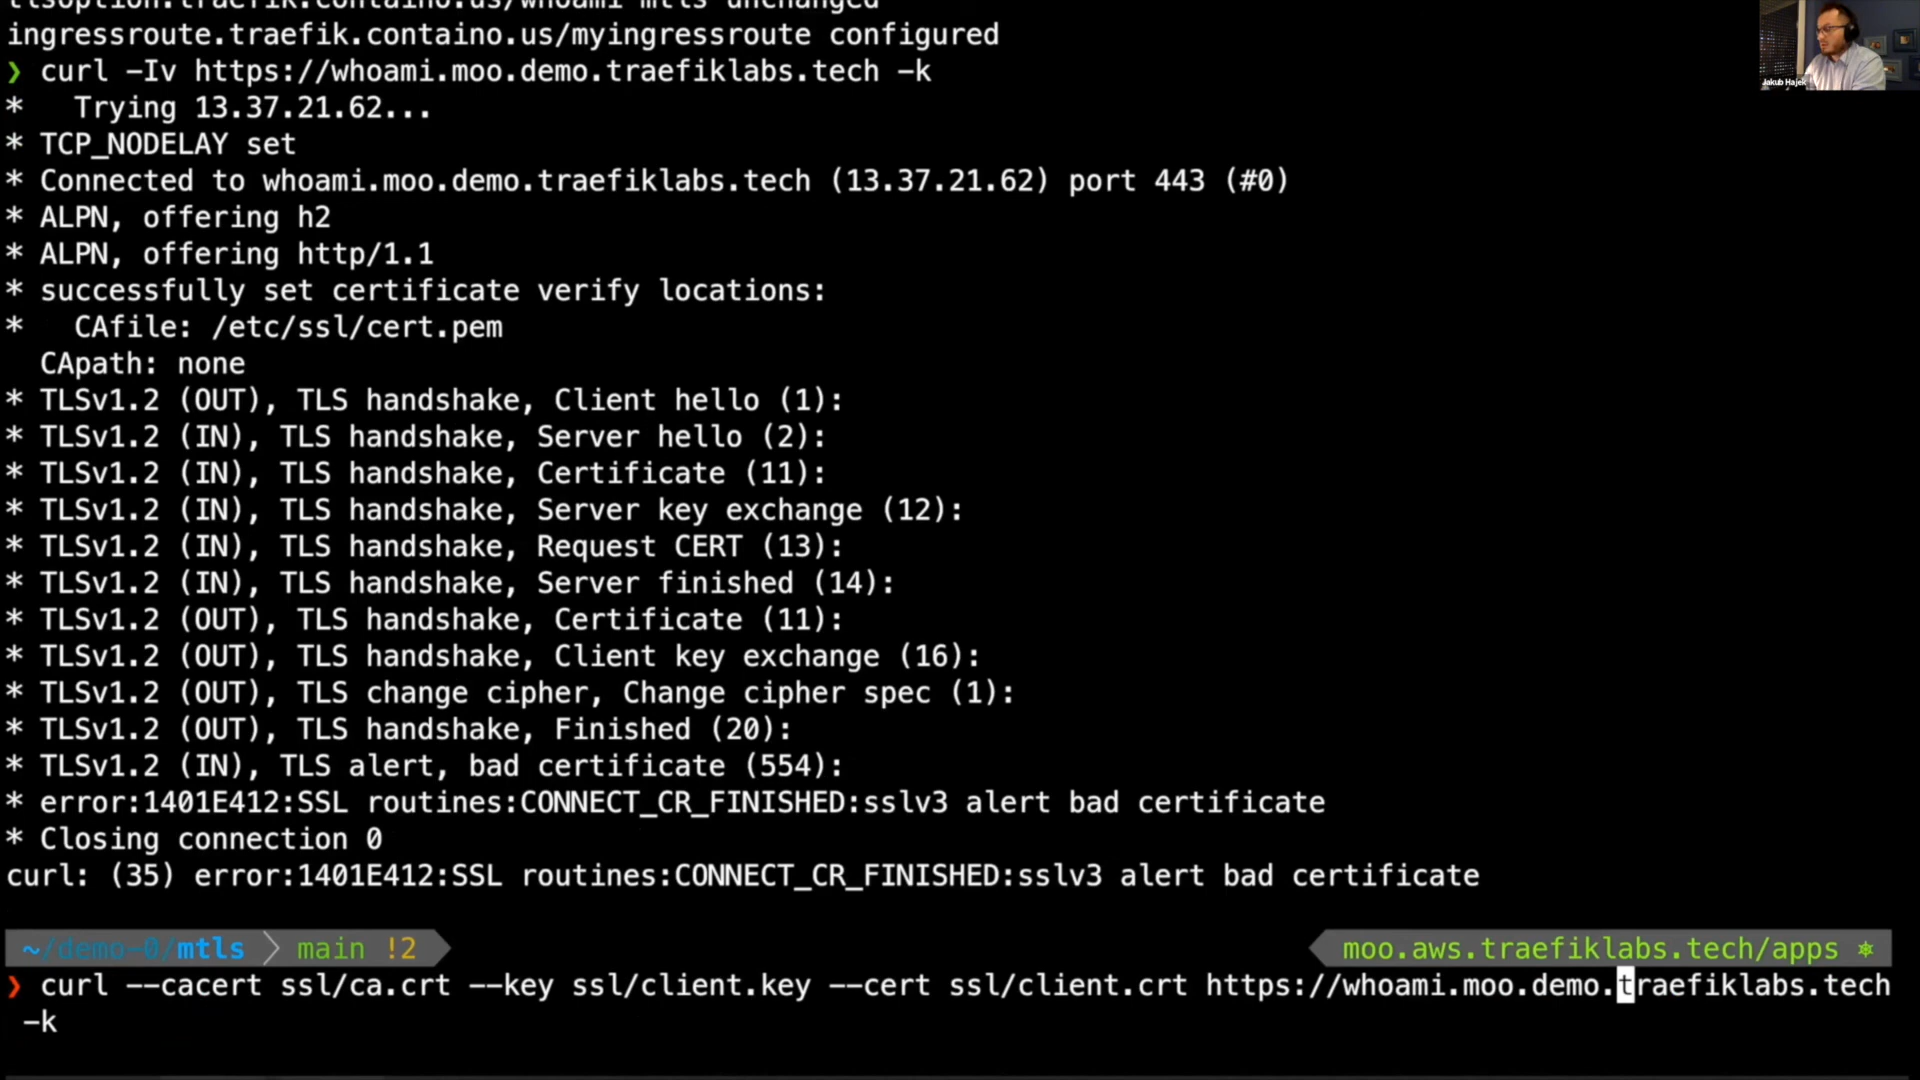 tlsoption.traefik.containo.us/whoami mtls unchanged
ingressroute.traefik.containo.us/myingressroute configured
❯ curl -Iv https://whoami.moo.demo.traefiklabs.tech -k
*   Trying 13.37.21.62...
* TCP_NODELAY set
* Connected to whoami.moo.demo.traefiklabs.tech (13.37.21.62) port 443 (#0)
* ALPN, offering h2
* ALPN, offering http/1.1
* successfully set certificate verify locations:
*   CAfile: /etc/ssl/cert.pem
  CApath: none
* TLSv1.2 (OUT), TLS handshake, Client hello (1):
* TLSv1.2 (IN), TLS handshake, Server hello (2):
* TLSv1.2 (IN), TLS handshake, Certificate (11):
* TLSv1.2 (IN), TLS handshake, Server key exchange (12):
* TLSv1.2 (IN), TLS handshake, Request CERT (13):
* TLSv1.2 (IN), TLS handshake, Server finished (14):
* TLSv1.2 (OUT), TLS handshake, Certificate (11):
* TLSv1.2 (OUT), TLS handshake, Client key exchange (16):
* TLSv1.2 (OUT), TLS change cipher, Change cipher spec (1):
* TLSv1.2 (OUT), TLS handshake, Finished (20):
* TLSv1.2 (IN), TLS alert, bad certificate (554):
* error:1401E412:SSL routines:CONNECT_CR_FINISHED:sslv3 alert bad certificate
* Closing connection 0
curl: (35) error:1401E412:SSL routines:CONNECT_CR_FINISHED:sslv3 alert bad certificate
~/demo-0/mtls main !2 moo.aws.traefiklabs.tech/apps ⎈
❯ curl --cacert ssl/ca.crt --key ssl/client.key --cert ssl/client.crt https://whoami.moo.demo.traefiklabs.tech
-k
Jakub Hajek